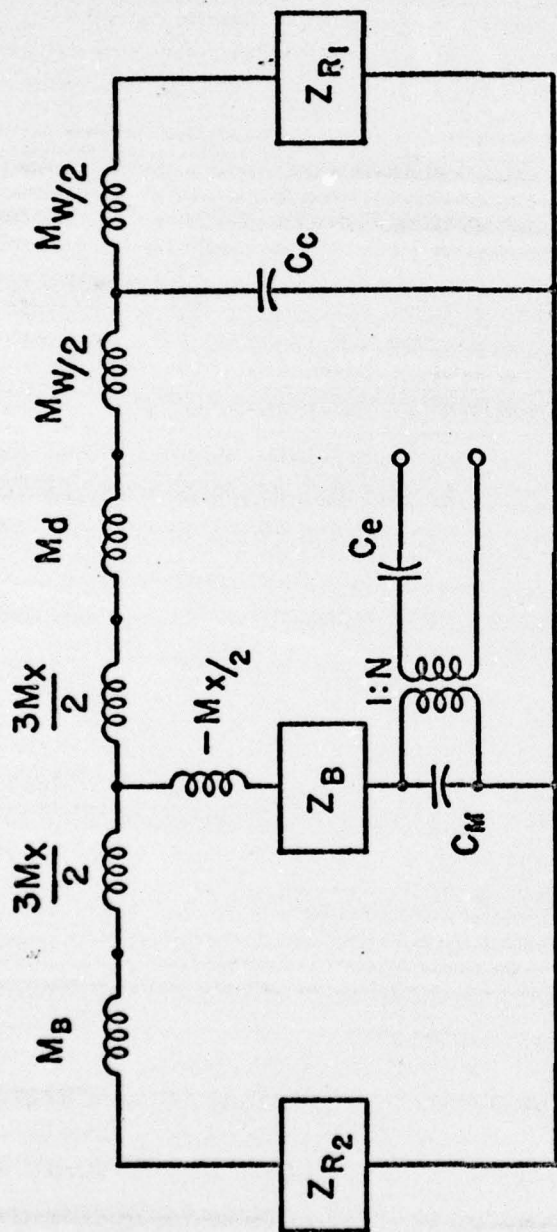 M_B
3M_X/2
3M_X/2
M_d
M_W/2
M_W/2
-M_X/2
Z_R2
Z_B
C_M
1:N
C_e
C_C
Z_R1